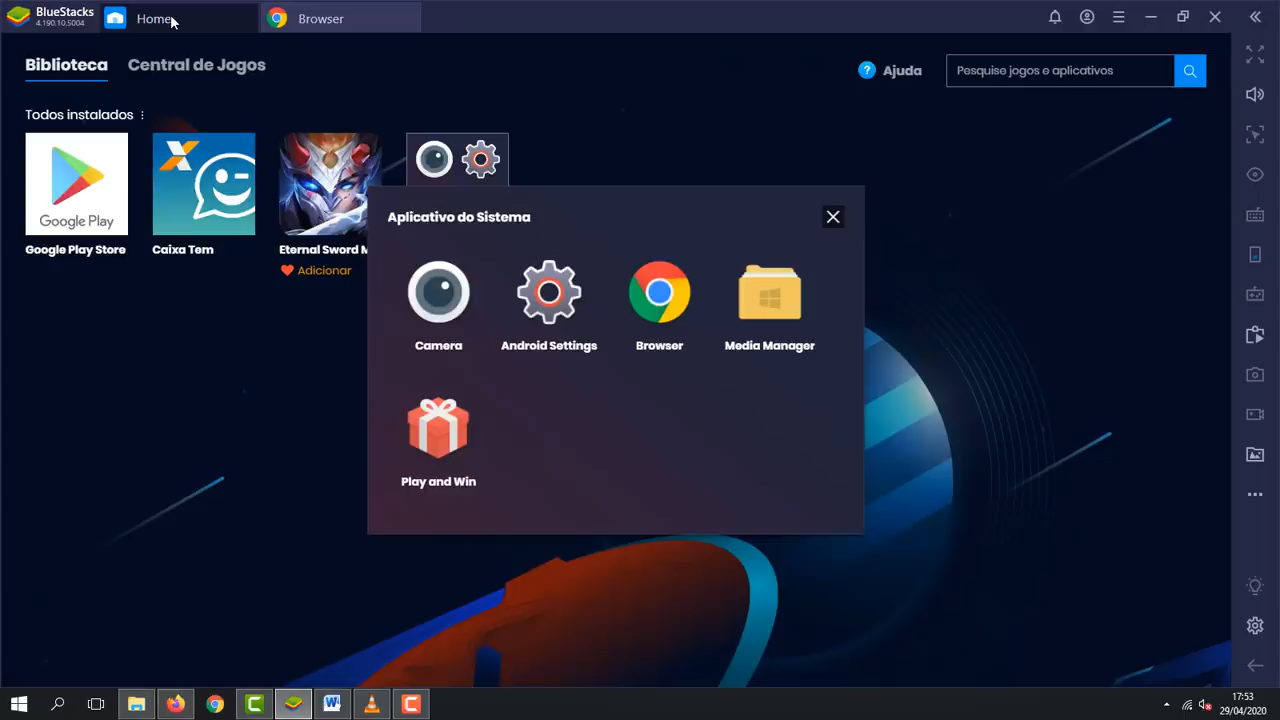 BlueStacks
4.190.10.5004
Home
Browser
Biblioteca
Central de Jogos
Ajuda
Pesquise jogos e aplicativos
Todos instalados
Google Play
Google Play Store
Caixa Tem
Eternal Sword M
Adicionar
Aplicativo do Sistema
Camera
Android Settings
Browser
Media Manager
Play and Win
17:53
29/04/2020